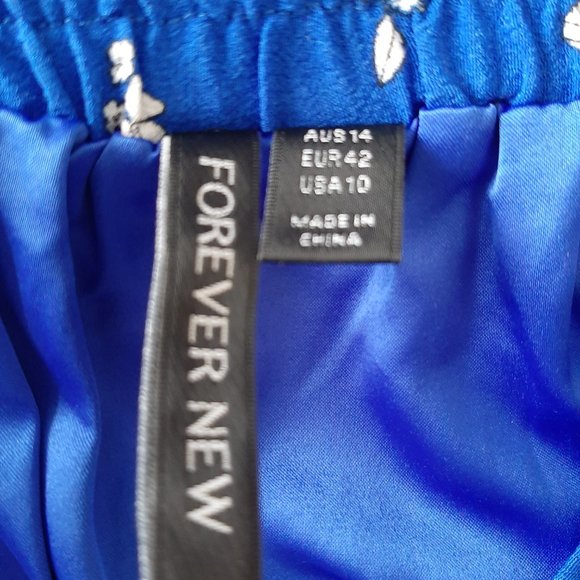 FOREVER NEW
AUS 14
EUR 42
USA 10
MADE IN
CHINA